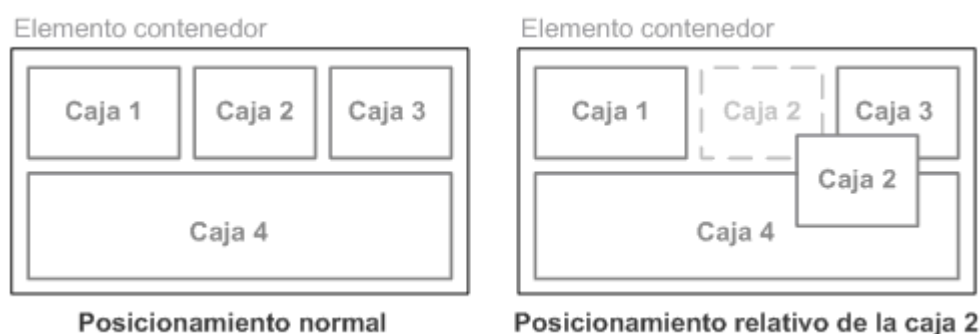 Elemento contenedor
Caja 1
Caja 2
Caja 3
Caja 4
Posicionamiento normal
Elemento contenedor
Caja 1
Caja 2
Caja 3
Caja 2
Caja 4
Posicionamiento relativo de la caja 2